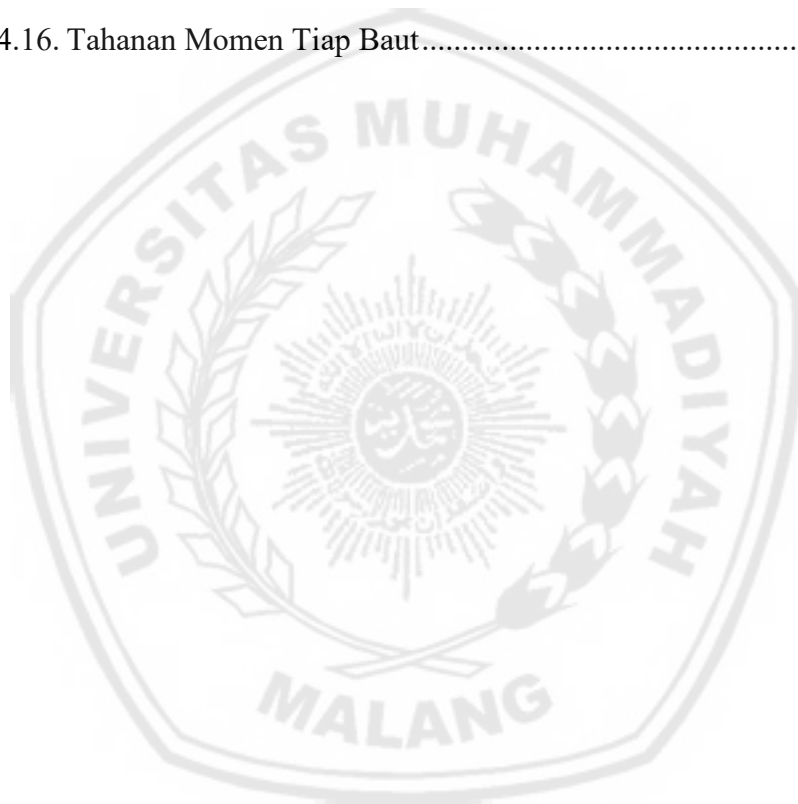 4.16. Tahanan Momen Tiap Baut..............................................
UNIVERSITAS MUHAMMADIYAH
MALANG